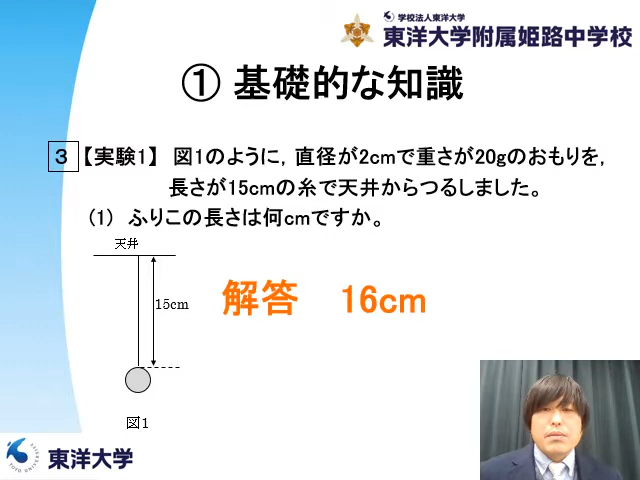 学校法人東洋大学
東洋大学附属姫路中学校
① 基礎的な知識
3 【実験1】 図1のように，直径が2cmで重さが20gのおもりを，
長さが15cmの糸で天井からつるしました。
(1) ふりこの長さは何cmですか。
天井
15cm
解答 16cm
図1
東洋大学